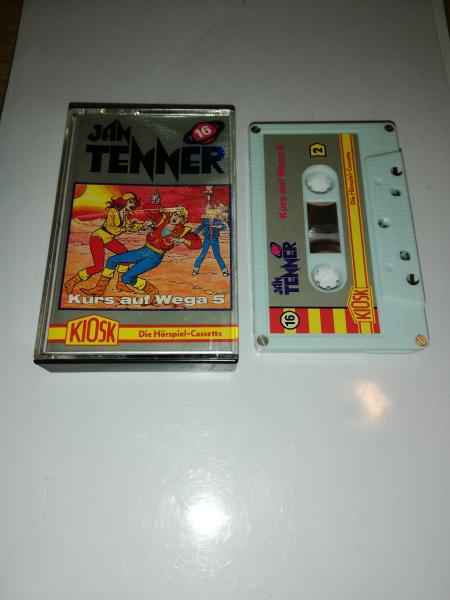 JAN
TENNER
16
Kurs auf Wega 5
KIOSK
Die Hörspiel-Cassette
JAN
TENNER
Kurs auf Wega 5
2
16
KIOSK
Die Hörspiel-Cassette